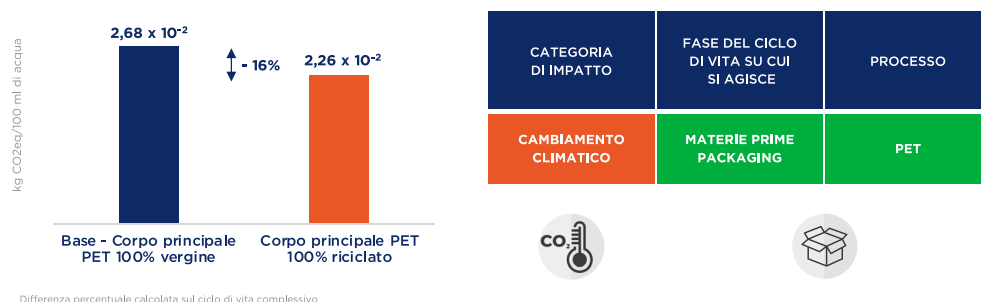 2,68 x 10⁻²
- 16%
2,26 x 10⁻²
kg CO2eq/100 ml di acqua
Base - Corpo principale
PET 100% vergine
Corpo principale PET
100% riciclato
Differenza percentuale calcolata sul ciclo di vita complessivo
CATEGORIA
DI IMPATTO
FASE DEL CICLO
DI VITA SU CUI
SI AGISCE
PROCESSO
CAMBIAMENTO
CLIMATICO
MATERIE PRIME
PACKAGING
PET
CO₂